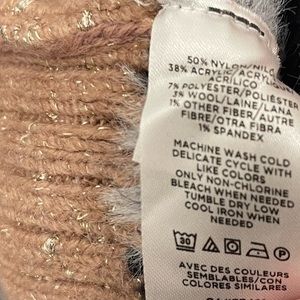 50% NYLON/NILO
38% ACRYLIC/ACRYL
ACRILICO/
7% POLYESTER/POLIÉSTER
3% WOOL/LAINE/LANA
1% OTHER FIBER/AUTRE
FIBRE/OTRA FIBRA
1% SPANDEX
MACHINE WASH COLD
DELICATE CYCLE WITH
LIKE COLORS
ONLY NON-CHLORINE
BLEACH WHEN NEEDED
TUMBLE DRY LOW
COOL IRON WHEN
NEEDED
30
AVEC DES COULEURS
SEMBLABLES/CON
COLORES SIMILARES